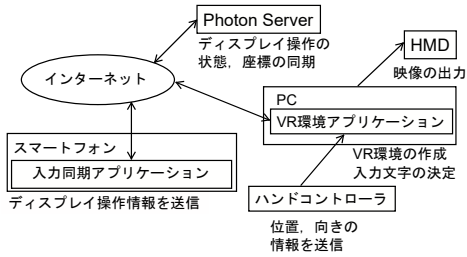 Photon Server
ディスプレイ操作の
状態，座標の同期
HMD
映像の出力
インターネット
PC
VR環境アプリケーション
VR環境の作成
入力文字の決定
スマートフォン
入力同期アプリケーション
ディスプレイ操作情報を送信
ハンドコントローラ
位置，向きの
情報を送信